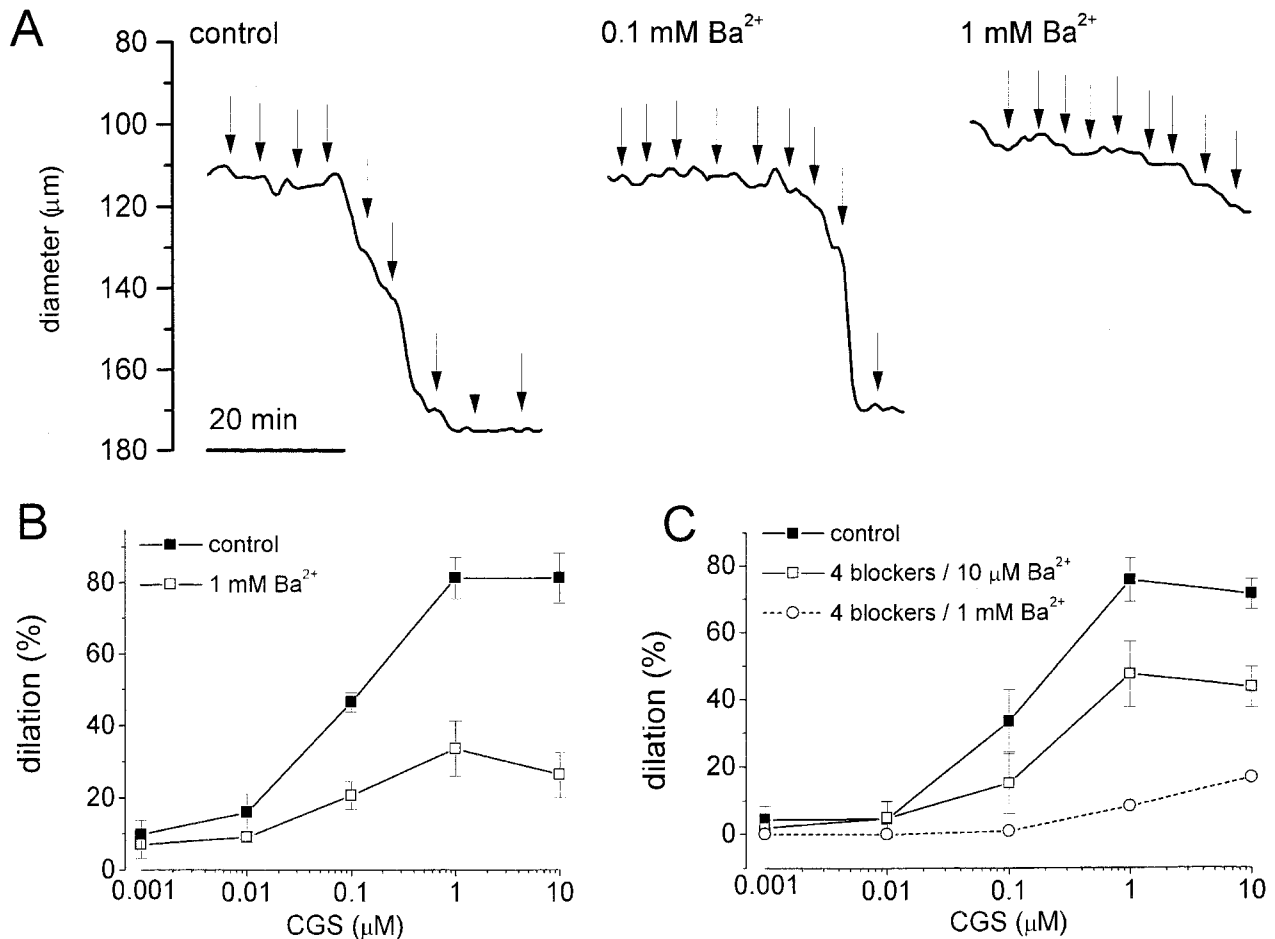 A
control
0.1 mM Ba²⁺
1 mM Ba²⁺
80
100
120
140
160
180
diameter (μm)
20 min
B
control
1 mM Ba²⁺
80
60
40
20
0
dilation (%)
0.001
0.01
0.1
1
10
CGS (μM)
C
control
4 blockers / 10 μM Ba²⁺
4 blockers / 1 mM Ba²⁺
80
60
40
20
0
dilation (%)
0.001
0.01
0.1
1
10
CGS (μM)